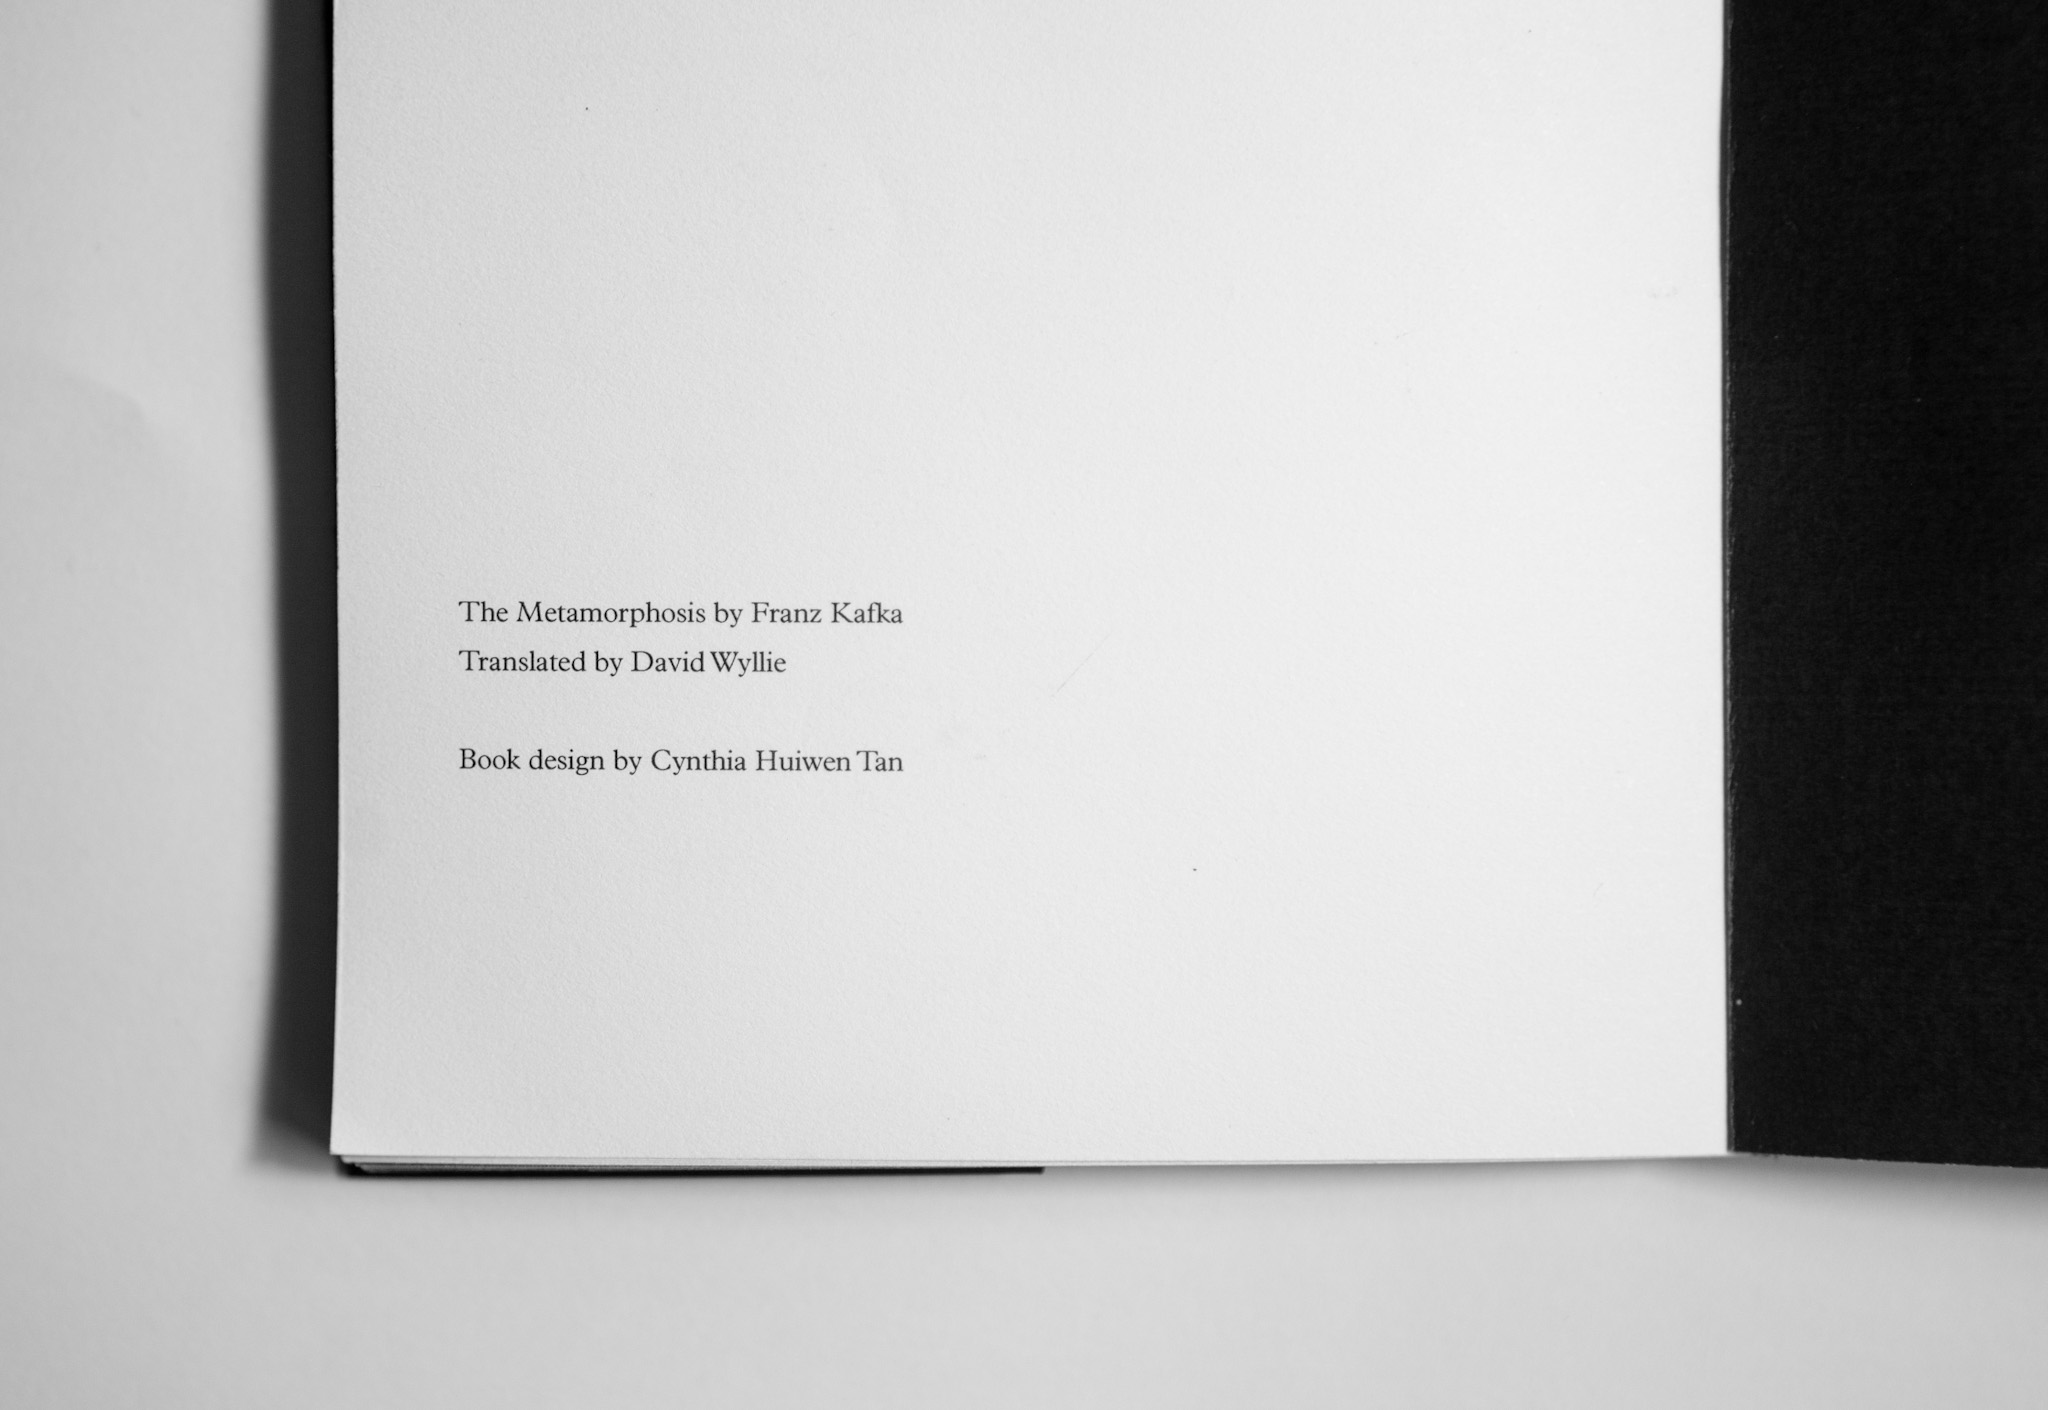 The Metamorphosis by Franz Kafka
Translated by David Wyllie
Book design by Cynthia Huiwen Tan